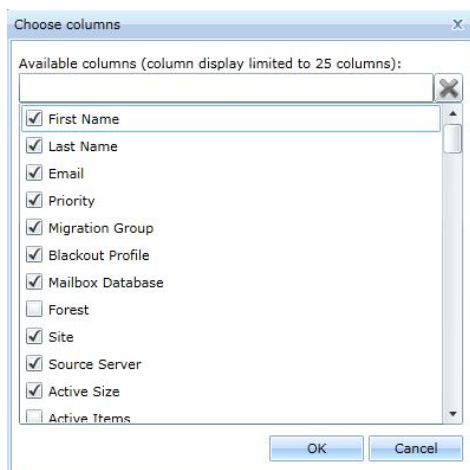 Choose columns
Available columns (column display limited to 25 columns):
First Name
Last Name
Email
Priority
Migration Group
Blackout Profile
Mailbox Database
Forest
Site
Source Server
Active Size
Active Items
OK Cancel